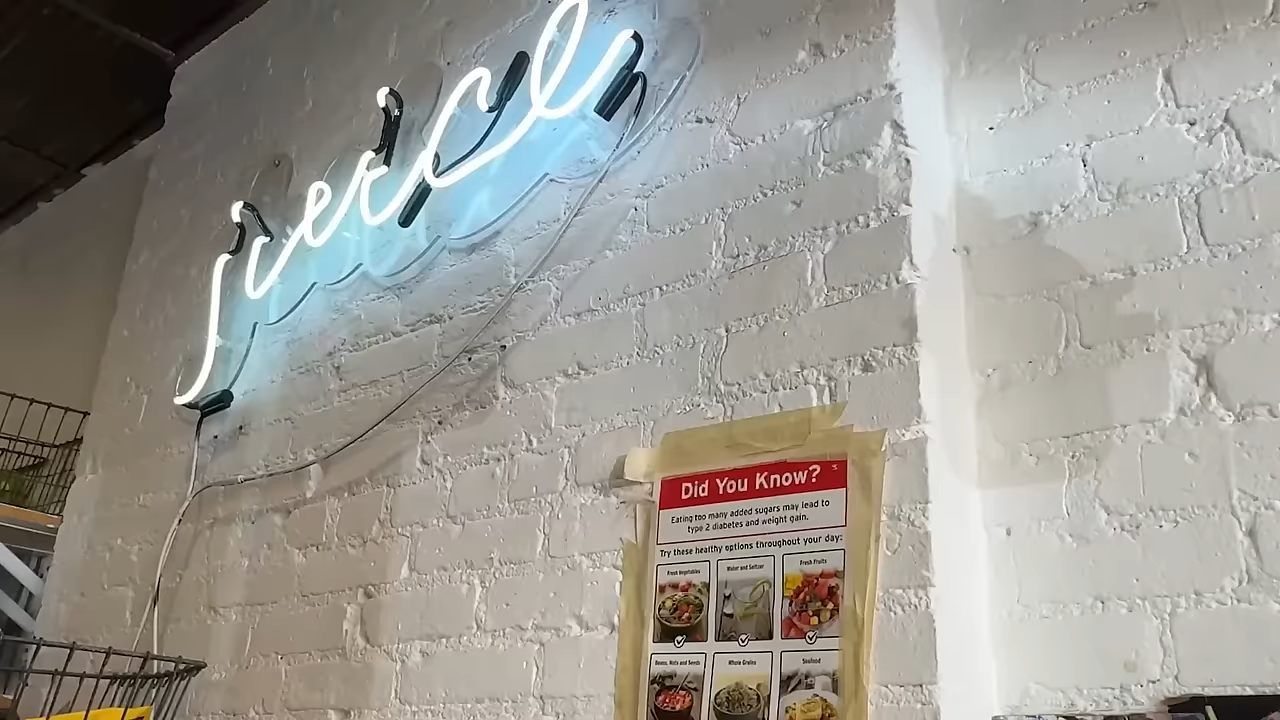 Did You Know?
Eating too many added sugars may lead to
type 2 diabetes and weight gain.
Try these healthy options throughout your day:
Fresh Vegetables
Water and Seltzer
Fresh Fruits
Beans, Nuts and Seeds
Whole Grains
Seafood